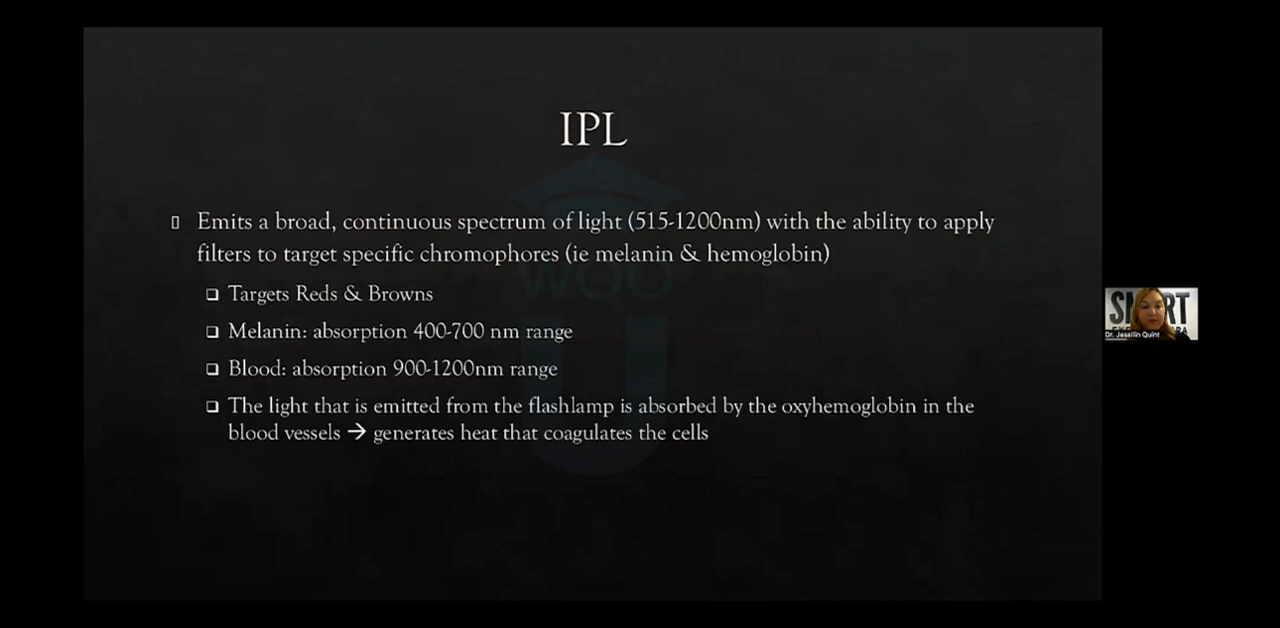 IPL
Emits a broad, continuous spectrum of light (515-1200nm) with the ability to apply
filters to target specific chromophores (ie melanin & hemoglobin)
Targets Reds & Browns
Melanin: absorption 400-700 nm range
Blood: absorption 900-1200nm range
The light that is emitted from the flashlamp is absorbed by the oxyhemoglobin in the
blood vessels → generates heat that coagulates the cells
WOO
U
Dr. Jasallin Quint